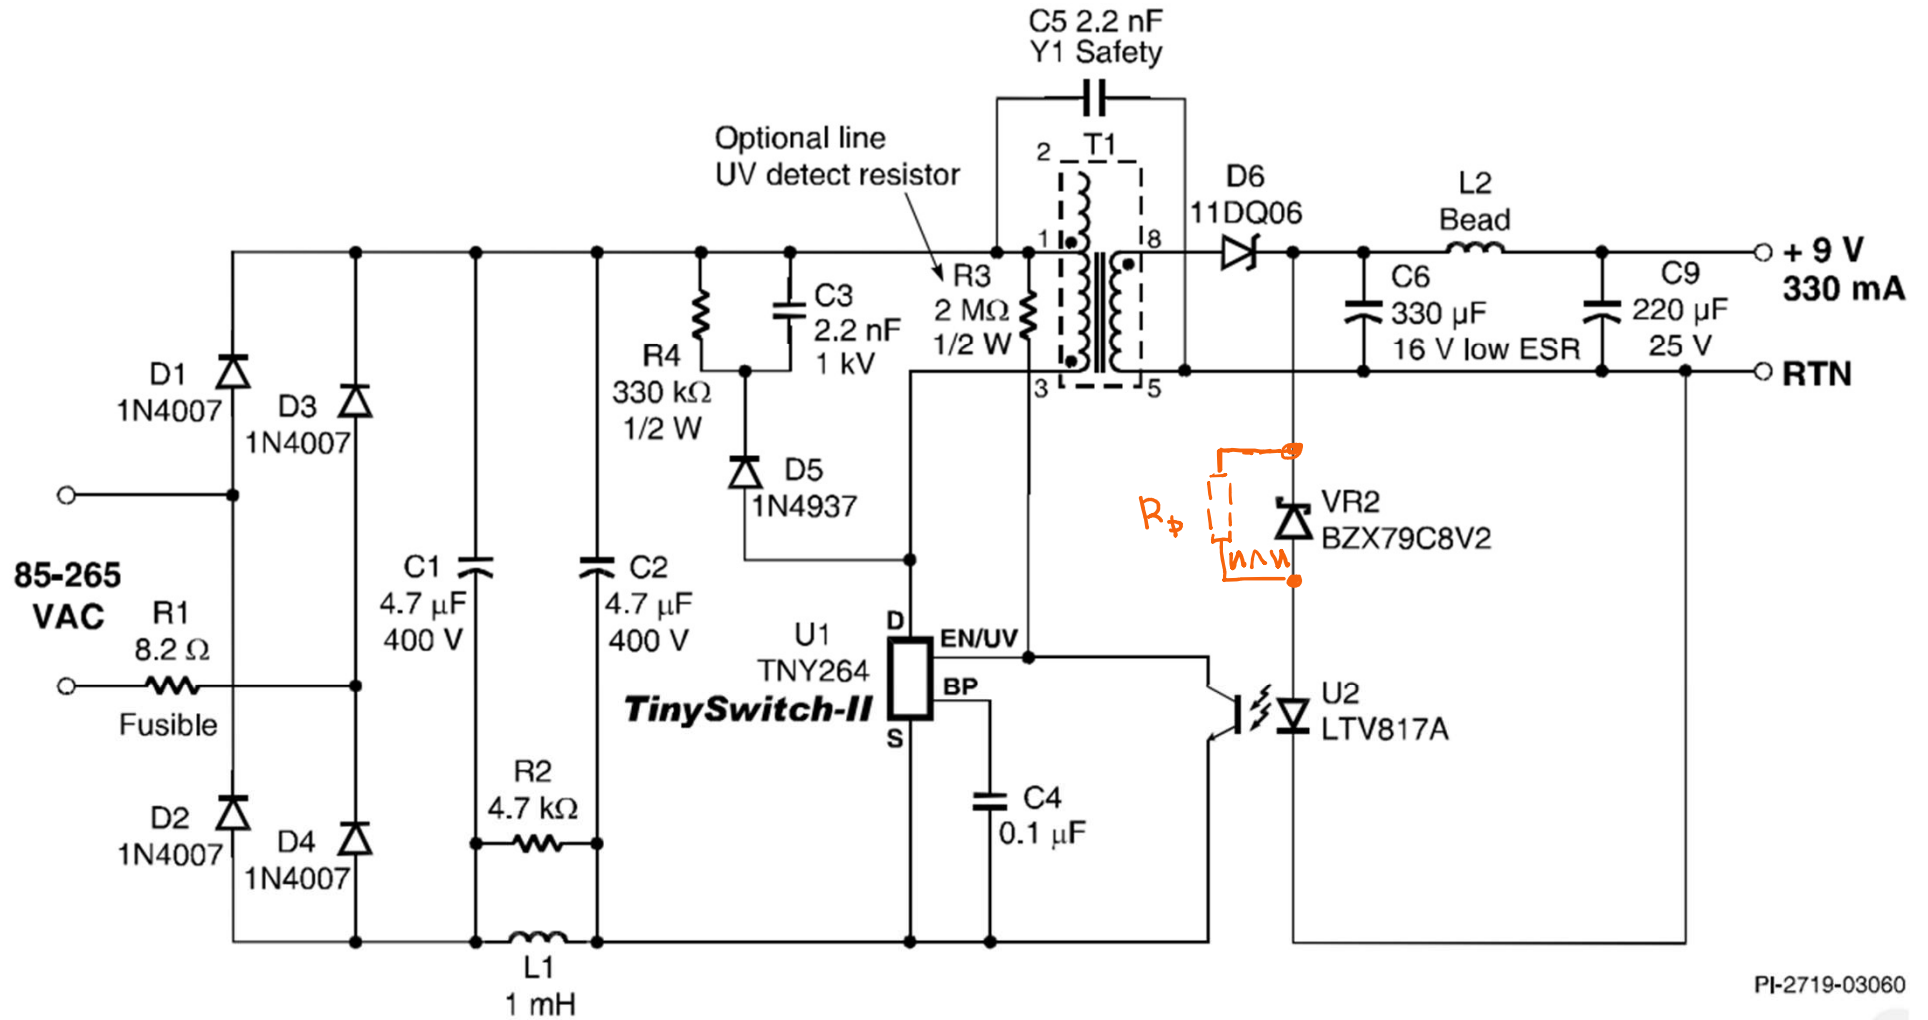 C5 2.2 nF
Y1 Safety
Optional line
UV detect resistor
2
T1
1
8
3
5
D6
11DQ06
L2
Bead
+ 9 V
330 mA
RTN
C6
330 µF
16 V low ESR
C9
220 µF
25 V
R3
2 MΩ
1/2 W
C3
2.2 nF
1 kV
R4
330 kΩ
1/2 W
D1
1N4007
D3
1N4007
D5
1N4937
VR2
BZX79C8V2
85-265
VAC
R1
8.2 Ω
Fusible
C1
4.7 µF
400 V
C2
4.7 µF
400 V
U1
TNY264
TinySwitch-II
D
EN/UV
BP
S
U2
LTV817A
R2
4.7 kΩ
C4
0.1 µF
D2
1N4007
D4
1N4007
L1
1 mH
PI-2719-03060